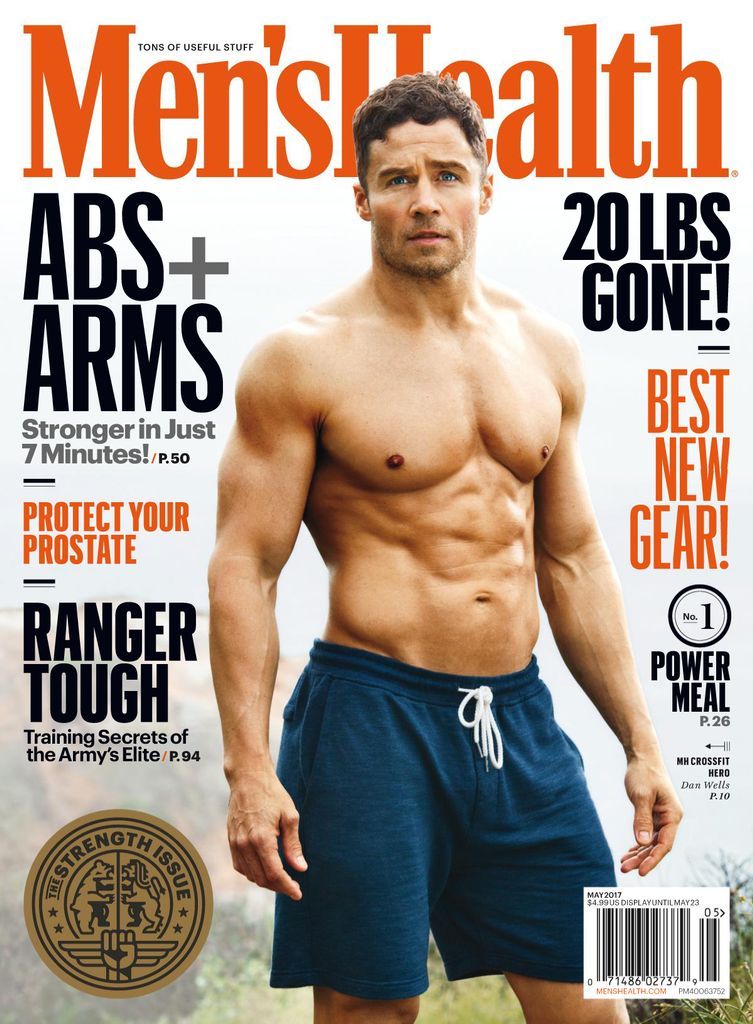 TONS OF USEFUL STUFF
Men'sHealth
ABS+
ARMS
Stronger in Just
7 Minutes! / P.50
PROTECT YOUR
PROSTATE
RANGER
TOUGH
Training Secrets of
the Army's Elite / P.94
THE STRENGTH ISSUE
20 LBS
GONE!
BEST
NEW
GEAR!
No. 1
POWER
MEAL
P.26
MH CROSSFIT
HERO
Dan Wells
P.10
MAY 2017
$4.99 US DISPLAY UNTIL MAY 23
05>
0 71486 02737 9
MENSHEALTH.COM PM40063752